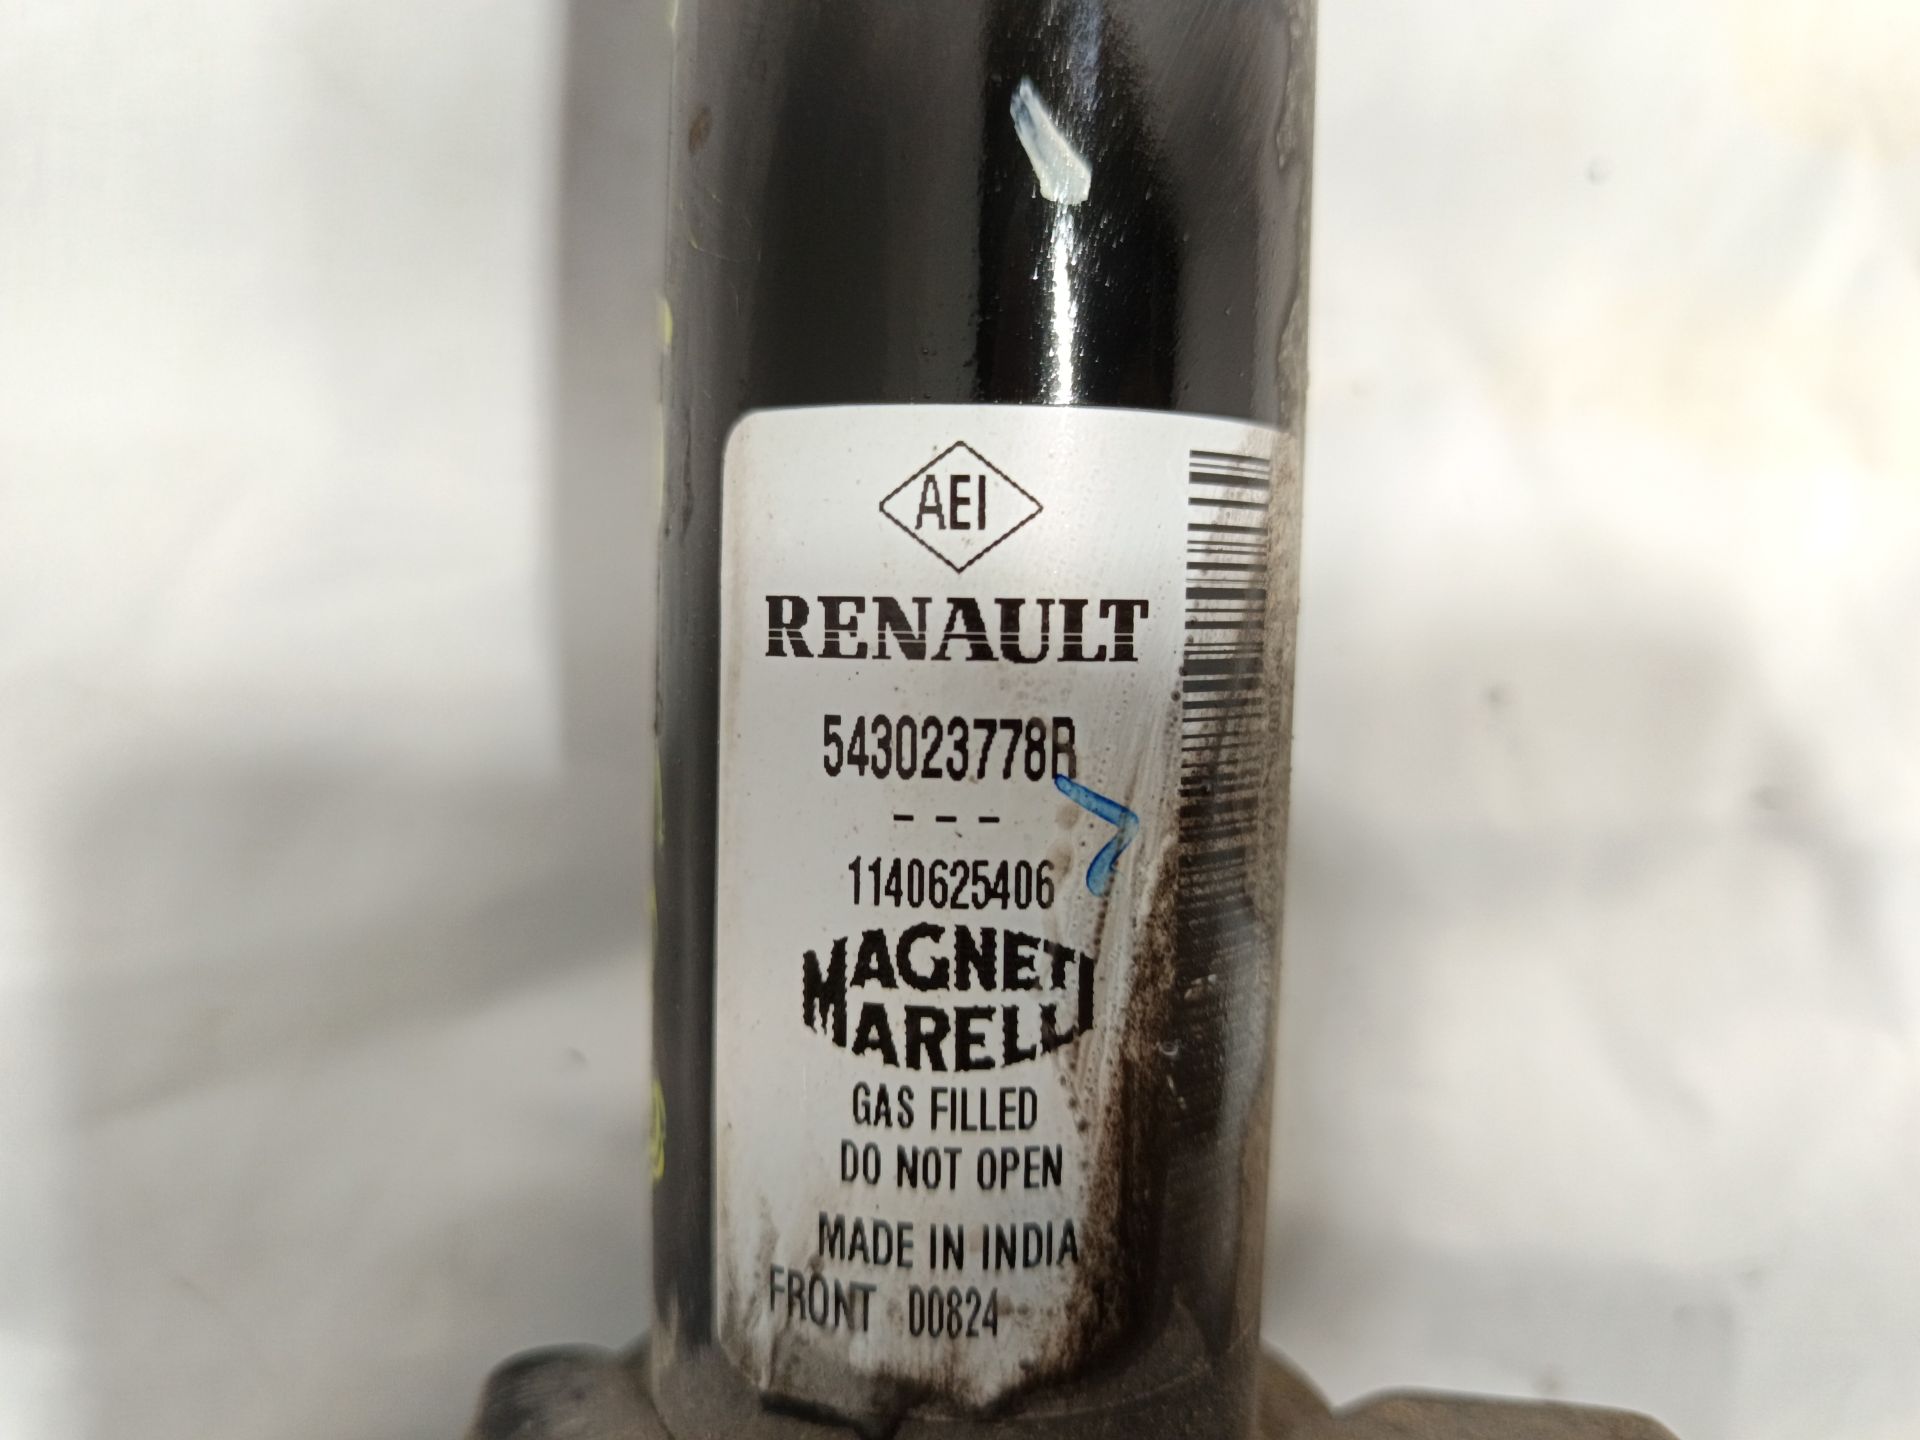 AEI
RENAULT
543023778R
- - -
1140625406
MAGNETI
MARELLI
GAS FILLED
DO NOT OPEN
MADE IN INDIA
FRONT 00824